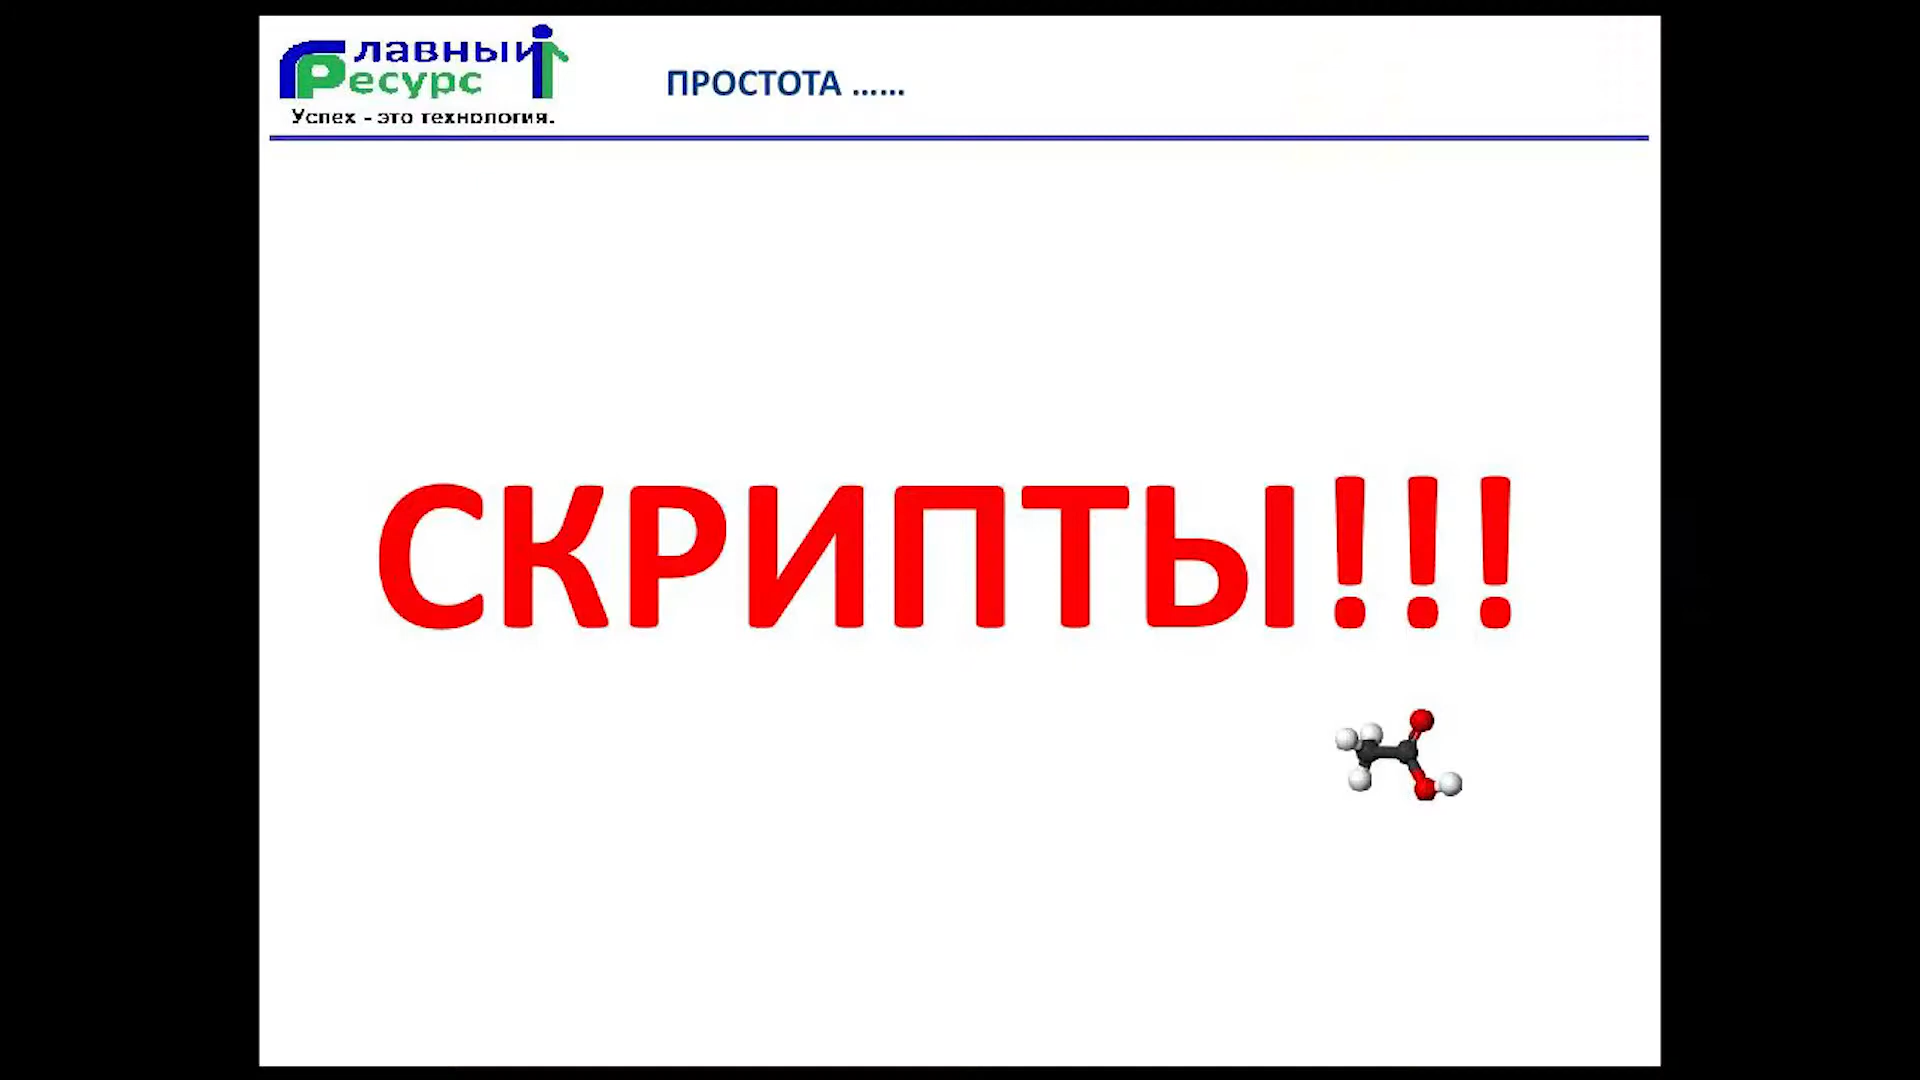 Главный
Ресурс
Успех - это технология.
ПРОСТОТА ......
СКРИПТЫ!!!